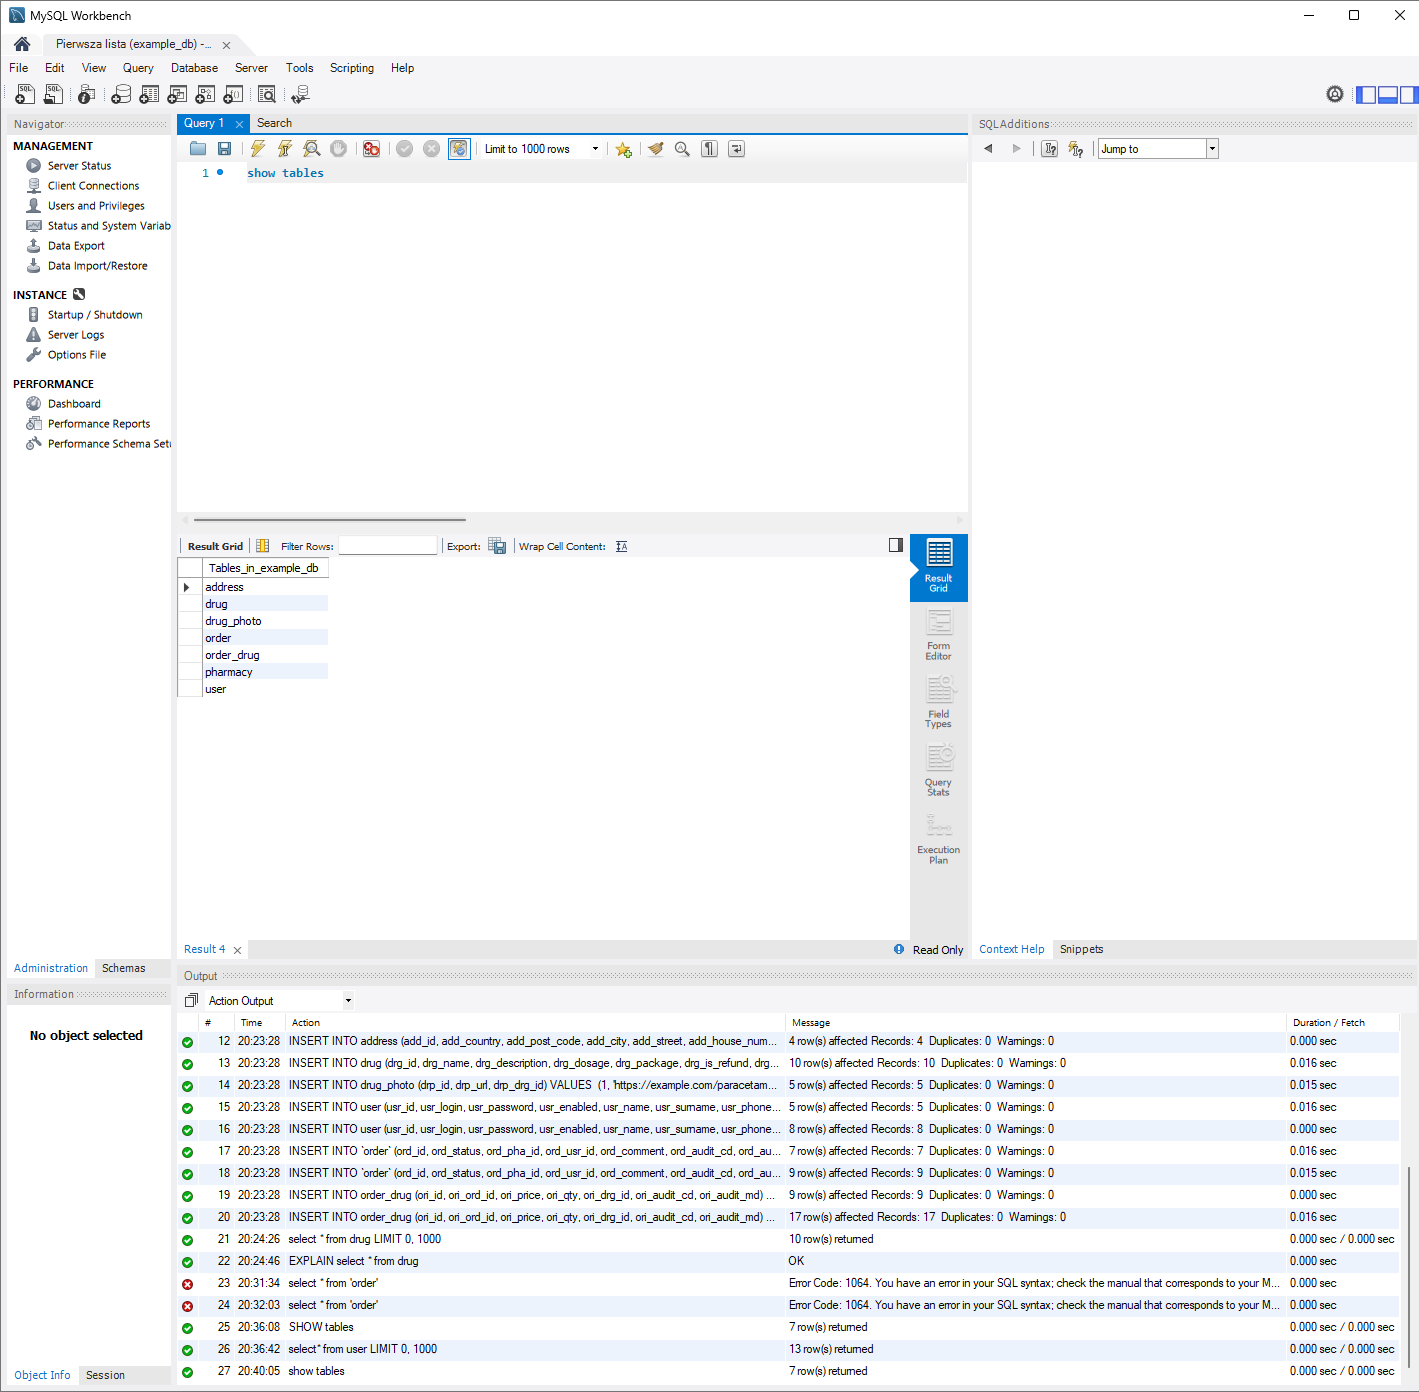 MySQL Workbench
Pierwsza lista (example_db) -...
File Edit View Query Database Server Tools Scripting Help
Navigator
MANAGEMENT
Server Status
Client Connections
Users and Privileges
Status and System Variab
Data Export
Data Import/Restore
INSTANCE
Startup / Shutdown
Server Logs
Options File
PERFORMANCE
Dashboard
Performance Reports
Performance Schema Setu
Administration Schemas
Information
No object selected
Object Info Session
Query 1 Search
Limit to 1000 rows
1 show tables
Result Grid Filter Rows: Export: Wrap Cell Content:
Tables_in_example_db
address
drug
drug_photo
order
order_drug
pharmacy
user
Result Grid
Form Editor
Field Types
Query Stats
Execution Plan
Result 4 Read Only
SQLAdditions
Jump to
Context Help Snippets
Output
Action Output
# Time Action Message Duration / Fetch
12 20:23:28 INSERT INTO address (add_id, add_country, add_post_code, add_city, add_street, add_house_num... 4 row(s) affected Records: 4 Duplicates: 0 Warnings: 0 0.000 sec
13 20:23:28 INSERT INTO drug (drg_id, drg_name, drg_description, drg_dosage, drg_package, drg_is_refund, drg... 10 row(s) affected Records: 10 Duplicates: 0 Warnings: 0 0.016 sec
14 20:23:28 INSERT INTO drug_photo (drp_id, drp_url, drp_drg_id) VALUES (1, 'https://example.com/paracetam... 5 row(s) affected Records: 5 Duplicates: 0 Warnings: 0 0.015 sec
15 20:23:28 INSERT INTO user (usr_id, usr_login, usr_password, usr_enabled, usr_name, usr_surname, usr_phone... 5 row(s) affected Records: 5 Duplicates: 0 Warnings: 0 0.016 sec
16 20:23:28 INSERT INTO user (usr_id, usr_login, usr_password, usr_enabled, usr_name, usr_surname, usr_phone... 8 row(s) affected Records: 8 Duplicates: 0 Warnings: 0 0.000 sec
17 20:23:28 INSERT INTO `order` (ord_id, ord_status, ord_pha_id, ord_usr_id, ord_comment, ord_audit_cd, ord_au... 7 row(s) affected Records: 7 Duplicates: 0 Warnings: 0 0.016 sec
18 20:23:28 INSERT INTO `order` (ord_id, ord_status, ord_pha_id, ord_usr_id, ord_comment, ord_audit_cd, ord_au... 9 row(s) affected Records: 9 Duplicates: 0 Warnings: 0 0.015 sec
19 20:23:28 INSERT INTO order_drug (ori_id, ori_ord_id, ori_price, ori_qty, ori_drg_id, ori_audit_cd, ori_audit_md) ... 9 row(s) affected Records: 9 Duplicates: 0 Warnings: 0 0.000 sec
20 20:23:28 INSERT INTO order_drug (ori_id, ori_ord_id, ori_price, ori_qty, ori_drg_id, ori_audit_cd, ori_audit_md) ... 17 row(s) affected Records: 17 Duplicates: 0 Warnings: 0 0.016 sec
21 20:24:26 select * from drug LIMIT 0, 1000 10 row(s) returned 0.000 sec / 0.000 sec
22 20:24:46 EXPLAIN select * from drug OK 0.000 sec
23 20:31:34 select * from 'order' Error Code: 1064. You have an error in your SQL syntax; check the manual that corresponds to your M... 0.000 sec
24 20:32:03 select * from 'order' Error Code: 1064. You have an error in your SQL syntax; check the manual that corresponds to your M... 0.000 sec
25 20:36:08 SHOW tables 7 row(s) returned 0.000 sec / 0.000 sec
26 20:36:42 select* from user LIMIT 0, 1000 13 row(s) returned 0.000 sec / 0.000 sec
27 20:40:05 show tables 7 row(s) returned 0.000 sec / 0.000 sec